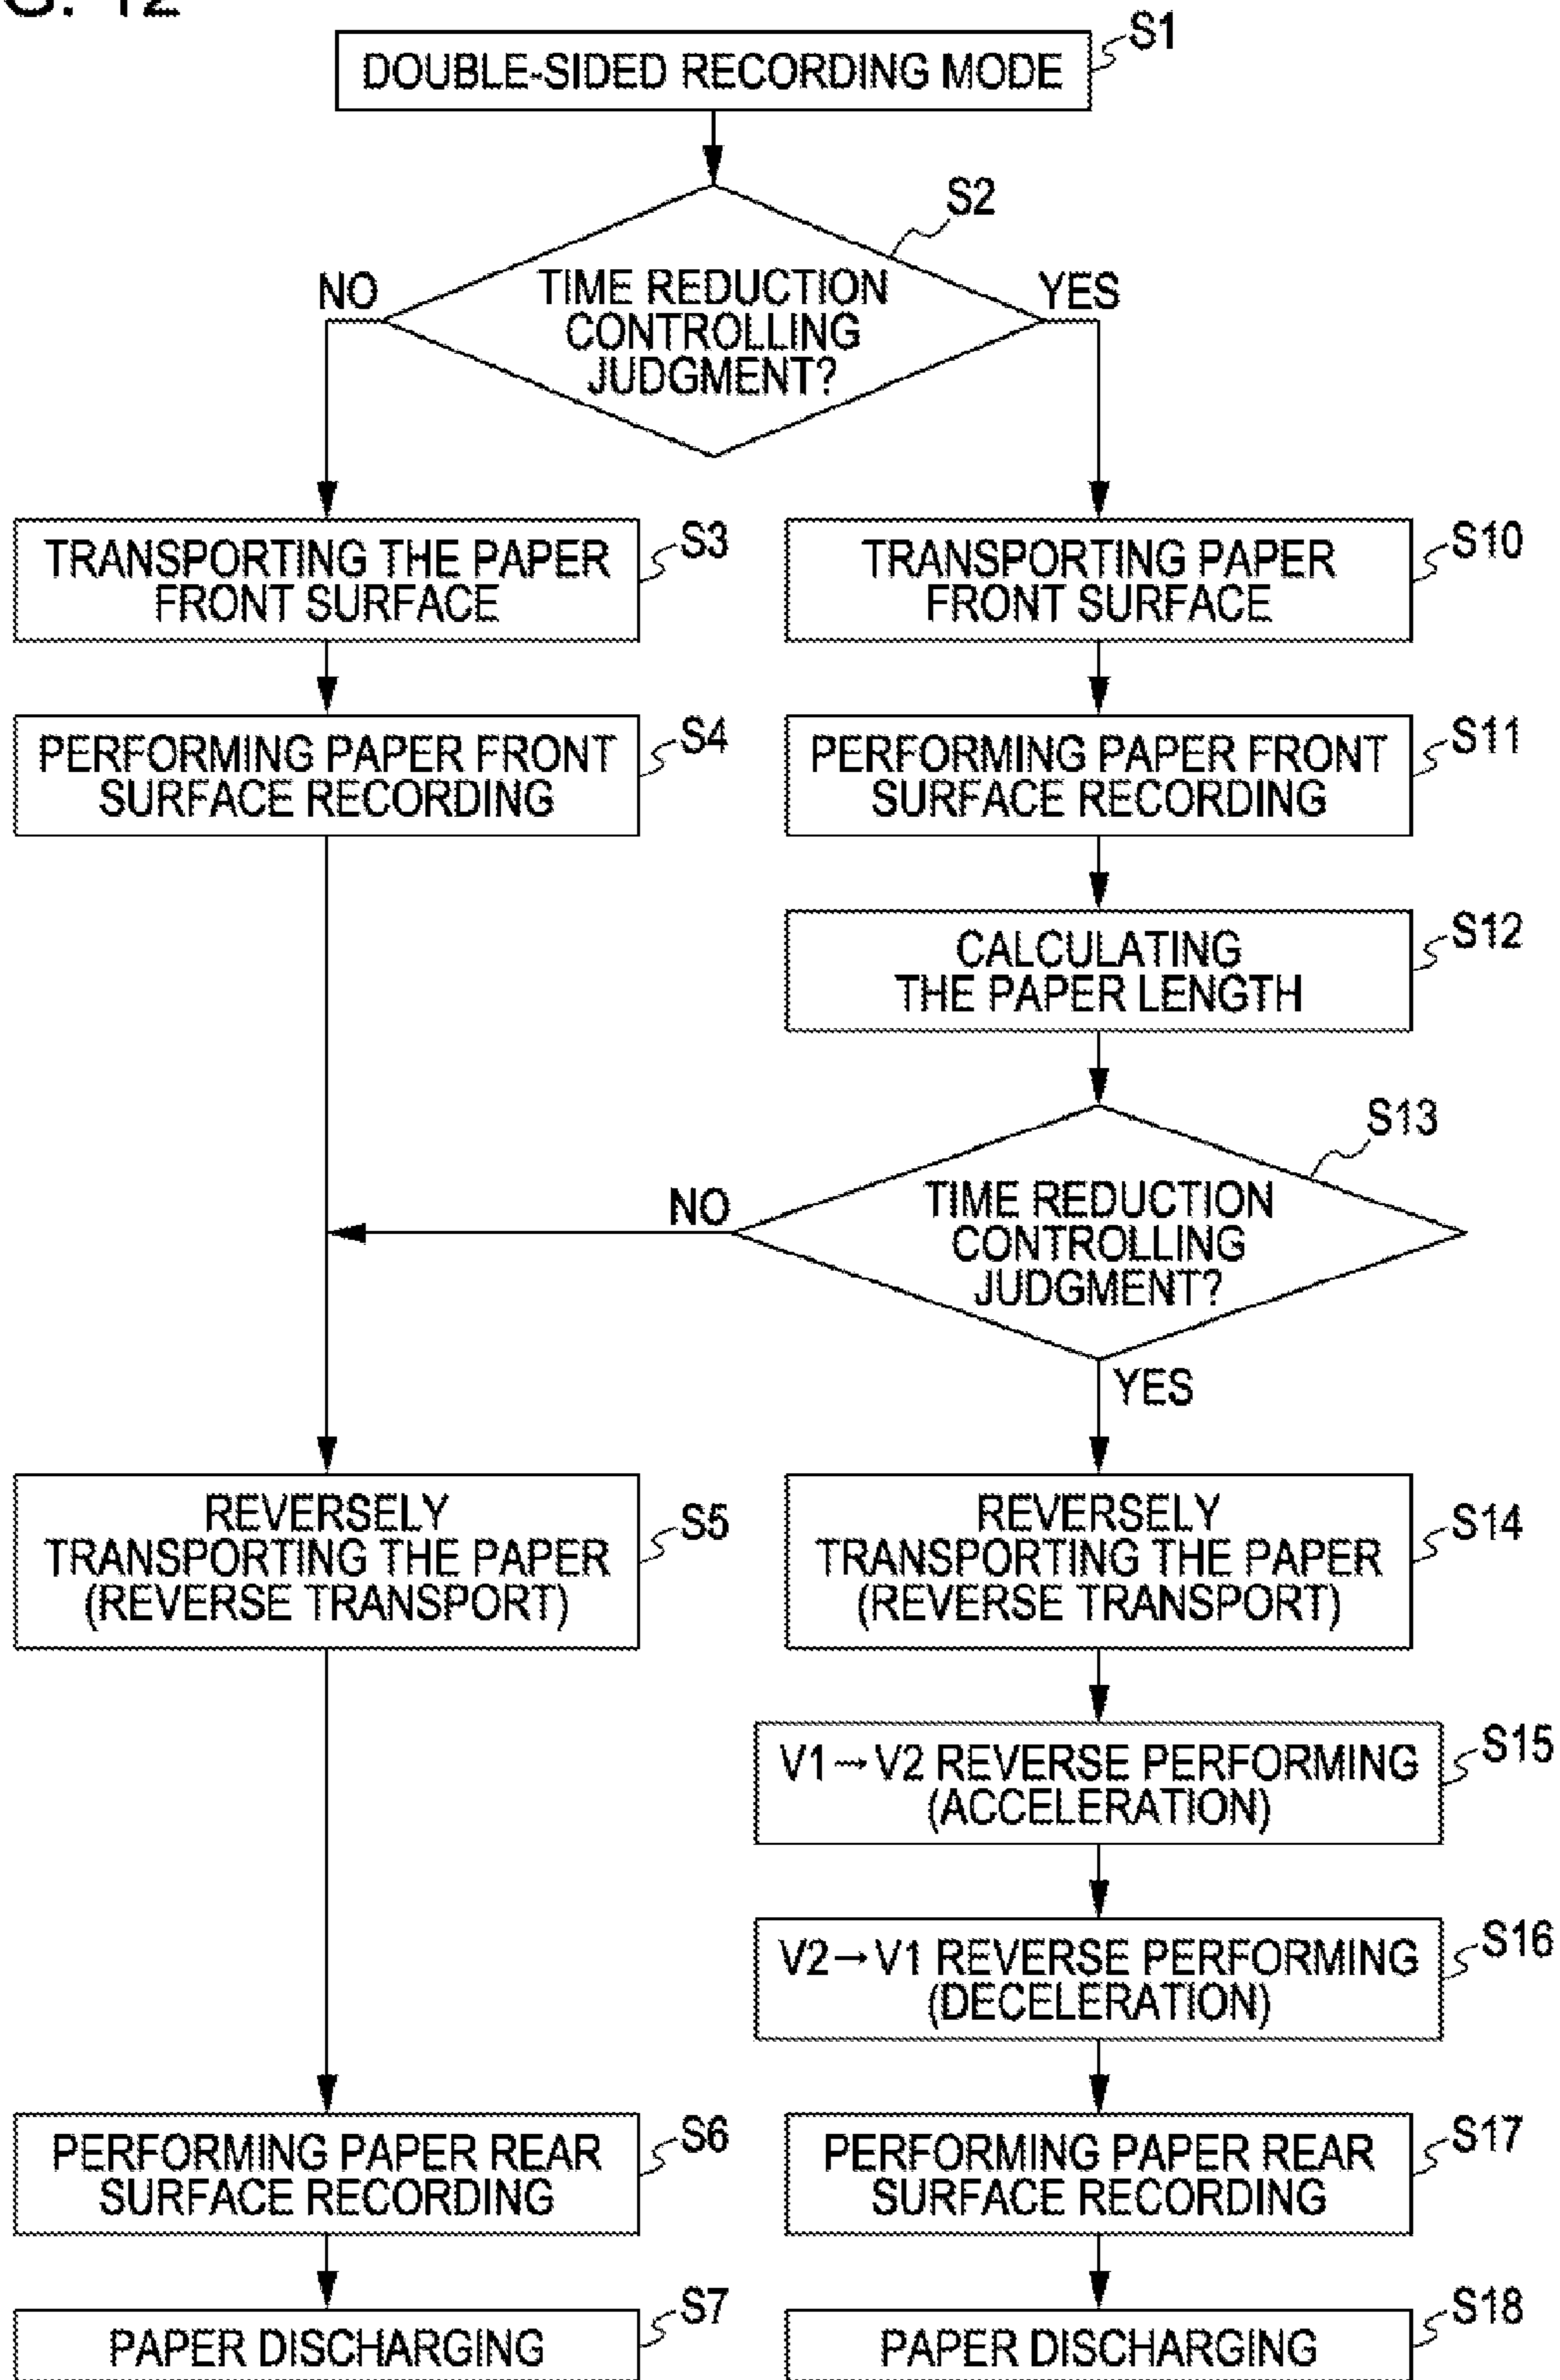 S1
DOUBLE-SIDED RECORDING MODE
S2
NO
YES
TIME REDUCTION
CONTROLLING
JUDGMENT?
TRANSPORTING THE PAPER
FRONT SURFACE
S3
TRANSPORTING PAPER
FRONT SURFACE
S10
PERFORMING PAPER FRONT
SURFACE RECORDING
S4
PERFORMING PAPER FRONT
SURFACE RECORDING
S11
CALCULATING
THE PAPER LENGTH
S12
S13
NO
TIME REDUCTION
CONTROLLING
JUDGMENT?
YES
REVERSELY
TRANSPORTING THE PAPER
(REVERSE TRANSPORT)
S5
REVERSELY
TRANSPORTING THE PAPER
(REVERSE TRANSPORT)
S14
V1→V2 REVERSE PERFORMING
(ACCELERATION)
S15
V2→V1 REVERSE PERFORMING
(DECELERATION)
S16
PERFORMING PAPER REAR
SURFACE RECORDING
S6
PERFORMING PAPER REAR
SURFACE RECORDING
S17
PAPER DISCHARGING
S7
PAPER DISCHARGING
S18